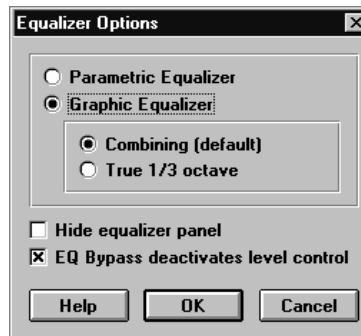 Equalizer Options
Parametric Equalizer
Graphic Equalizer
Combining (default)
True 1/3 octave
Hide equalizer panel
EQ Bypass deactivates level control
Help OK Cancel